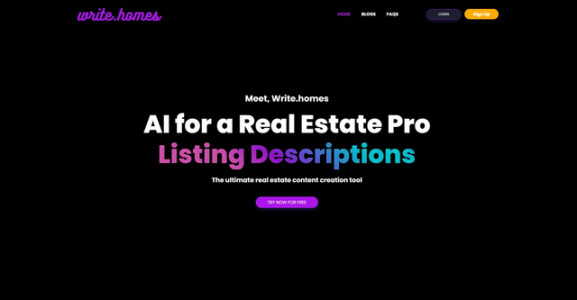 write.homes
HOME BLOGS FAQS LOGIN Sign Up
Meet, Write.homes
AI for a Real Estate Pro
Listing Descriptions
The ultimate real estate content creation tool
TRY NOW FOR FREE